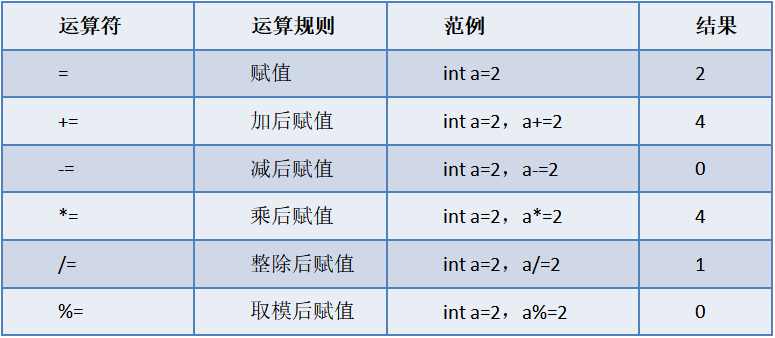 运算符 运算规则 范例 结果
= 赋值 int a=2 2
+= 加后赋值 int a=2，a+=2 4
-= 减后赋值 int a=2，a-=2 0
*= 乘后赋值 int a=2，a*=2 4
/= 整除后赋值 int a=2，a/=2 1
%= 取模后赋值 int a=2，a%=2 0